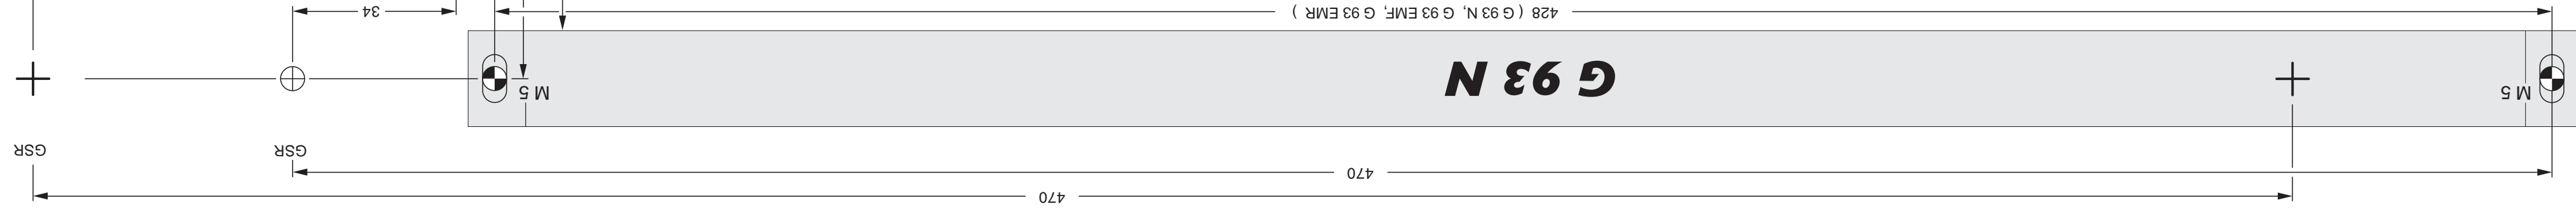 470
470
GSR
GSR
M 5
G 93 N
M 5
428 ( G 93 N, G 93 EMF, G 93 EMR )
34